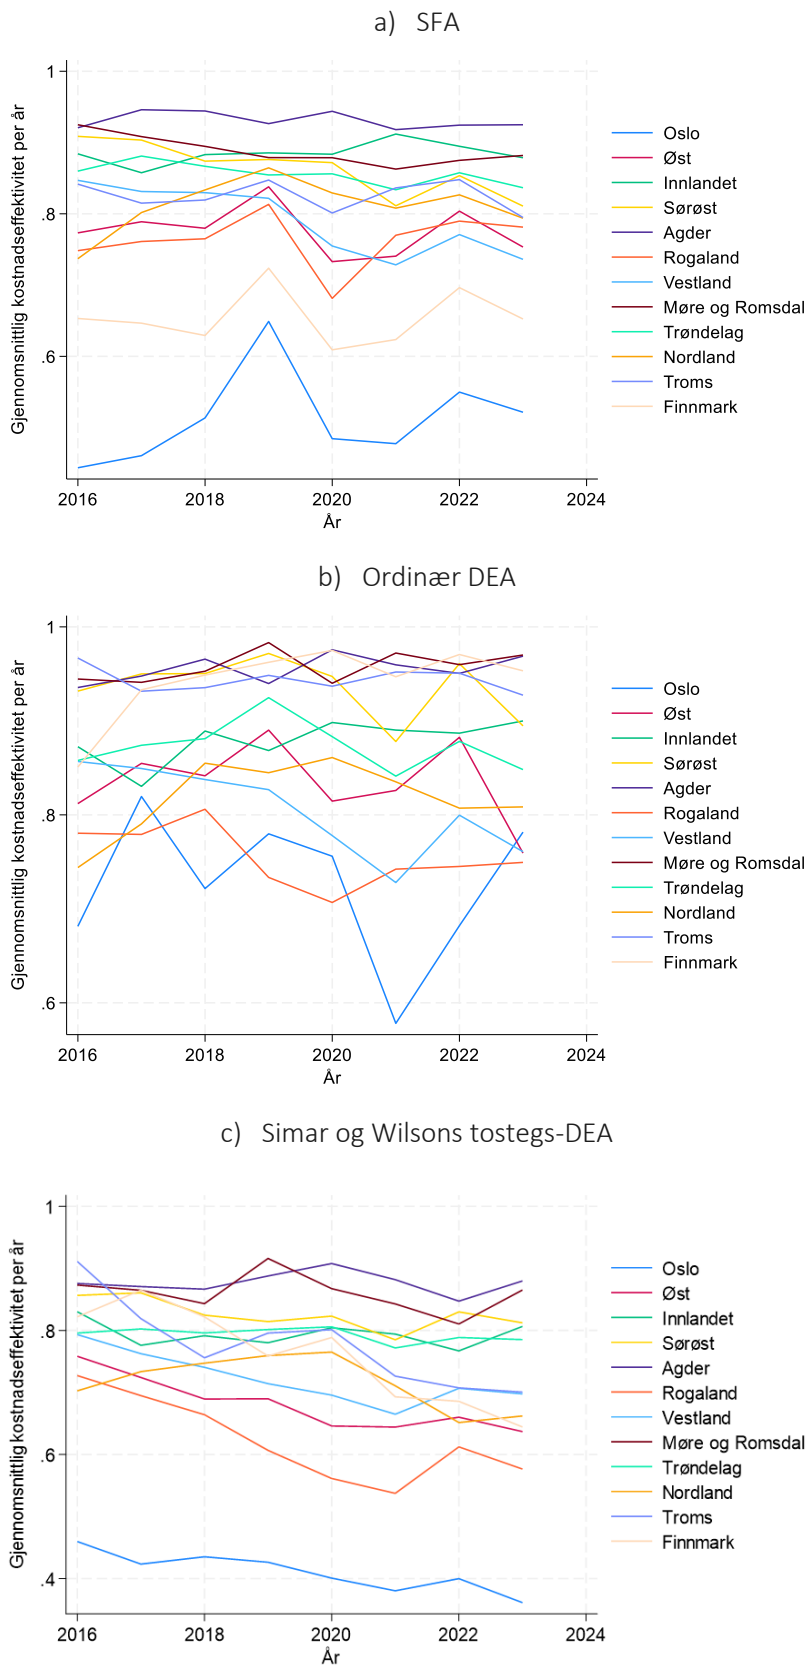 a) SFA
Gjennomsnittlig kostnadseffektivitet per år
1
.8
.6
2016 2018 2020 2022 2024
År
Oslo
Øst
Innlandet
Sørøst
Agder
Rogaland
Vestland
Møre og Romsdal
Trøndelag
Nordland
Troms
Finnmark
b) Ordinær DEA
Gjennomsnittlig kostnadseffektivitet per år
1
.8
.6
2016 2018 2020 2022 2024
År
Oslo
Øst
Innlandet
Sørøst
Agder
Rogaland
Vestland
Møre og Romsdal
Trøndelag
Nordland
Troms
Finnmark
c) Simar og Wilsons tostegs-DEA
Gjennomsnittlig kostnadseffektivitet per år
1
.8
.6
.4
2016 2018 2020 2022 2024
År
Oslo
Øst
Innlandet
Sørøst
Agder
Rogaland
Vestland
Møre og Romsdal
Trøndelag
Nordland
Troms
Finnmark